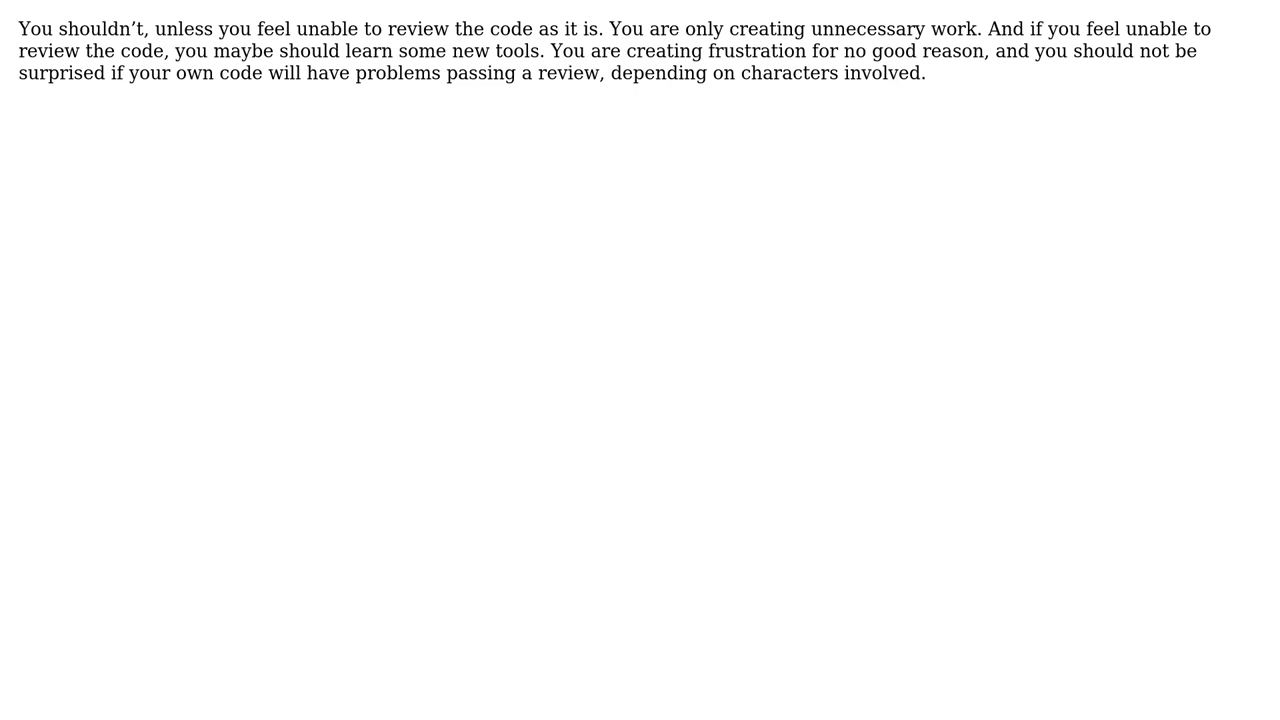 You shouldn’t, unless you feel unable to review the code as it is. You are only creating unnecessary work. And if you feel unable to
review the code, you maybe should learn some new tools. You are creating frustration for no good reason, and you should not be
surprised if your own code will have problems passing a review, depending on characters involved.